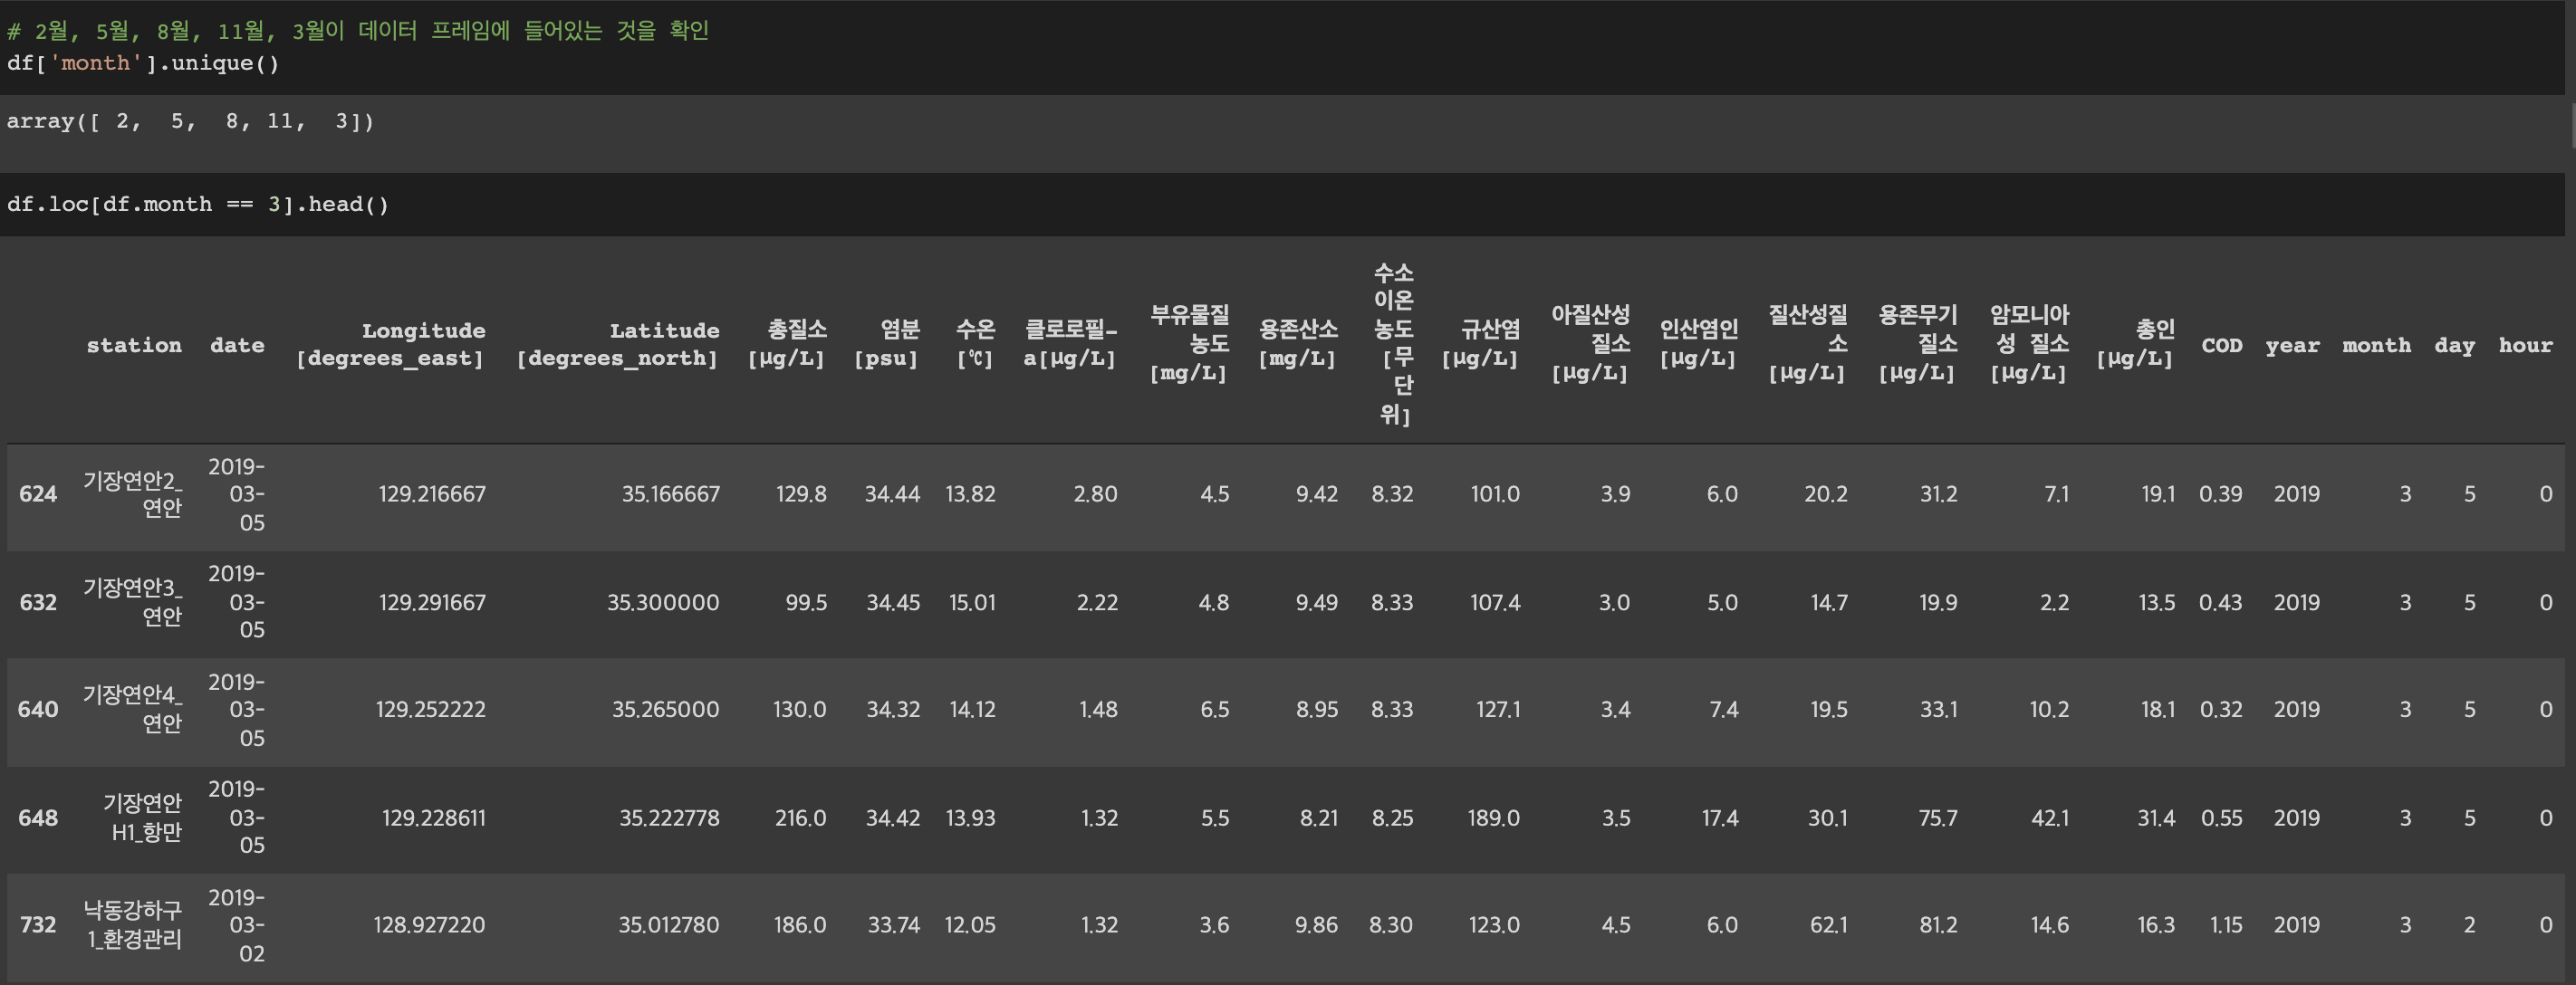 # 2월, 5월, 8월, 11월, 3월이 데이터 프레임에 들어있는 것을 확인
df['month'].unique()
array([ 2,  5,  8, 11,  3])
df.loc[df.month == 3].head()
station date Longitude [degrees_east] Latitude [degrees_north] 총질소 [μg/L] 염분 [psu] 수온 [℃] 클로로필-a[μg/L] 부유물질 농도 [mg/L] 용존산소 [mg/L] 수소이온농도[무단위] 규산염 [μg/L] 아질산성 질소 [μg/L] 인산염인 [μg/L] 질산성질소 [μg/L] 용존무기질소 [μg/L] 암모니아성 질소 [μg/L] 총인 [μg/L] COD year month day hour
624 기장연안2_연안 2019-03-05 129.216667 35.166667 129.8 34.44 13.82 2.80 4.5 9.42 8.32 101.0 3.9 6.0 20.2 31.2 7.1 19.1 0.39 2019 3 5 0
632 기장연안3_연안 2019-03-05 129.291667 35.300000 99.5 34.45 15.01 2.22 4.8 9.49 8.33 107.4 3.0 5.0 14.7 19.9 2.2 13.5 0.43 2019 3 5 0
640 기장연안4_연안 2019-03-05 129.252222 35.265000 130.0 34.32 14.12 1.48 6.5 8.95 8.33 127.1 3.4 7.4 19.5 33.1 10.2 18.1 0.32 2019 3 5 0
648 기장연안H1_항만 2019-03-05 129.228611 35.222778 216.0 34.42 13.93 1.32 5.5 8.21 8.25 189.0 3.5 17.4 30.1 75.7 42.1 31.4 0.55 2019 3 5 0
732 낙동강하구1_환경관리 2019-03-02 128.927220 35.012780 186.0 33.74 12.05 1.32 3.6 9.86 8.30 123.0 4.5 6.0 62.1 81.2 14.6 16.3 1.15 2019 3 2 0